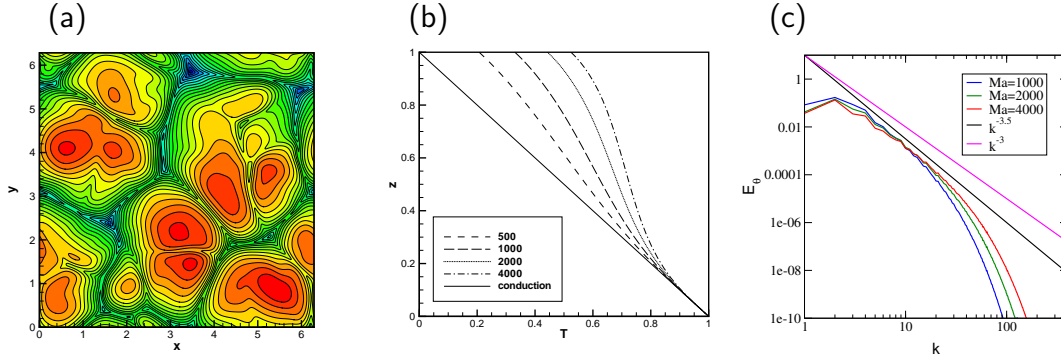 (a)
(b)
(c)
y
6
5
4
3
2
1
0
0 1 2 3 4 5 6
x
z
1
0.8
0.6
0.4
0.2
0
500
1000
2000
4000
conduction
0 0.2 0.4 0.6 0.8 1
T
E_θ
1
0.01
0.0001
1e-06
1e-08
1e-10
Ma=1000
Ma=2000
Ma=4000
k^-3.5
k^-3
1 10 100
k